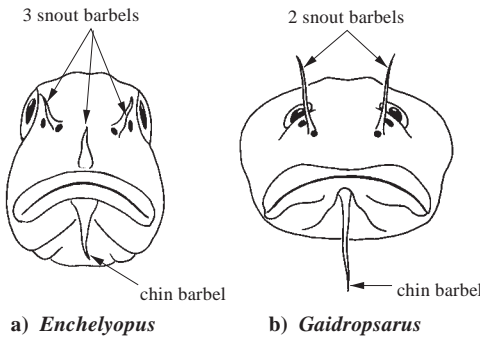 3 snout barbels
2 snout barbels
chin barbel
chin barbel
a) Enchelyopus
b) Gaidropsarus